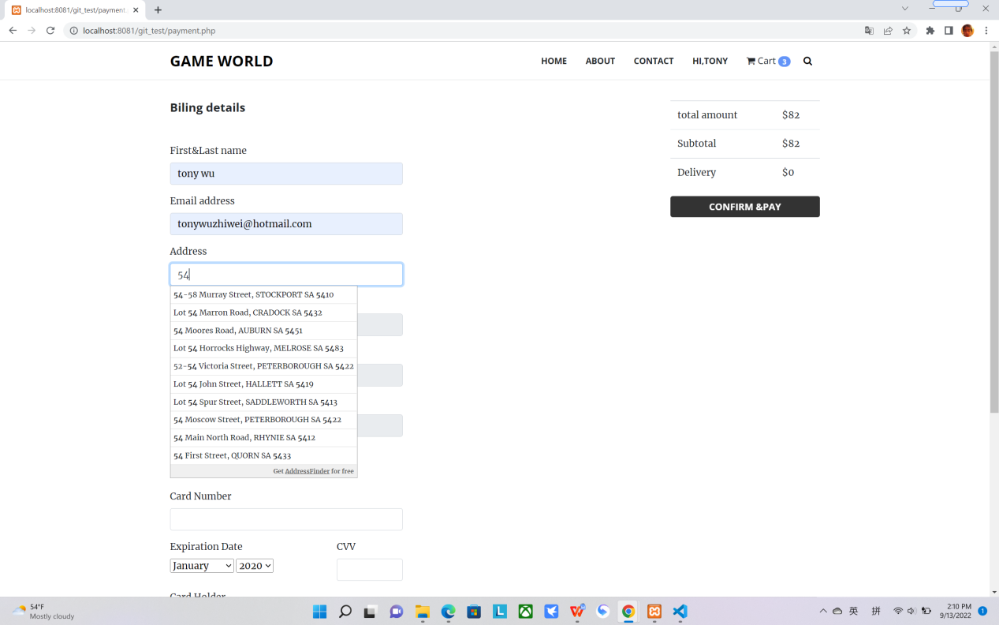 localhost:8081/git_test/payment.
localhost:8081/git_test/payment.php
GAME WORLD
HOME
ABOUT
CONTACT
HI,TONY
Cart 3
Biling details
First&Last name
tony wu
Email address
tonywuzhiwei@hotmail.com
Address
54
54-58 Murray Street, STOCKPORT SA 5410
Lot 54 Marron Road, CRADOCK SA 5432
54 Moores Road, AUBURN SA 5451
Lot 54 Horrocks Highway, MELROSE SA 5483
52-54 Victoria Street, PETERBOROUGH SA 5422
Lot 54 John Street, HALLETT SA 5419
Lot 54 Spur Street, SADDLEWORTH SA 5413
54 Moscow Street, PETERBOROUGH SA 5422
54 Main North Road, RHYNIE SA 5412
54 First Street, QUORN SA 5433
Get AddressFinder for free
Card Number
Expiration Date
CVV
January
2020
Card Holder
total amount $82
Subtotal $82
Delivery $0
CONFIRM &PAY
54°F
Mostly cloudy
英
拼
2:10 PM
9/13/2022
1